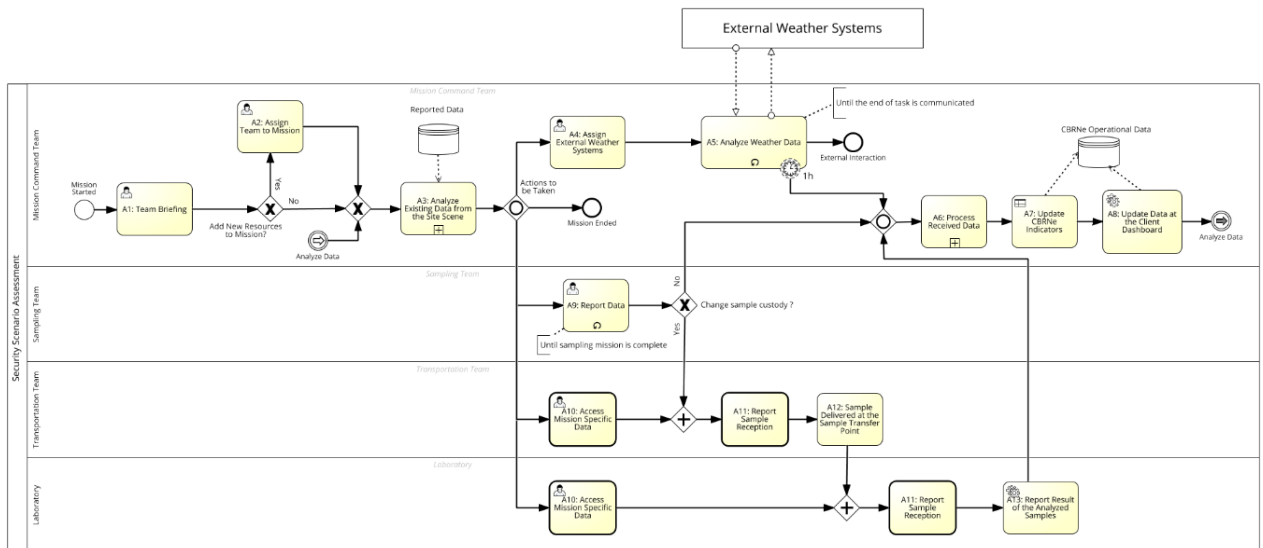 External Weather Systems
Security Scenario Assessment
Mission Command Team
Mission Command Team
Mission
Started
A1: Team Briefing
A2: Assign
Team to Mission
Yes
No
Add New Resources
to Mission?
Analyze Data
Reported Data
A3: Analyze
Existing Data from
the Site Scene
Actions to
be Taken
Mission Ended
A4: Assign
External Weather
Systems
A5: Analyze Weather Data
1h
Until the end of task is communicated
External Interaction
A6: Process
Received Data
CBRNe Operational Data
A7: Update
CBRNe
Indicators
A8: Update Data at
the Client
Dashboard
Analyze Data
Sampling Team
Sampling Team
A9: Report Data
Until sampling mission is complete
No
Change sample custody ?
Yes
Transportation Team
Transportation Team
A10: Access
Mission Specific
Data
A11: Report
Sample
Reception
A12: Sample
Delivered at the
Sample Transfer
Point
Laboratory
Laboratory
A10: Access
Mission Specific
Data
A11: Report
Sample
Reception
A13: Report Result
of the Analyzed
Samples